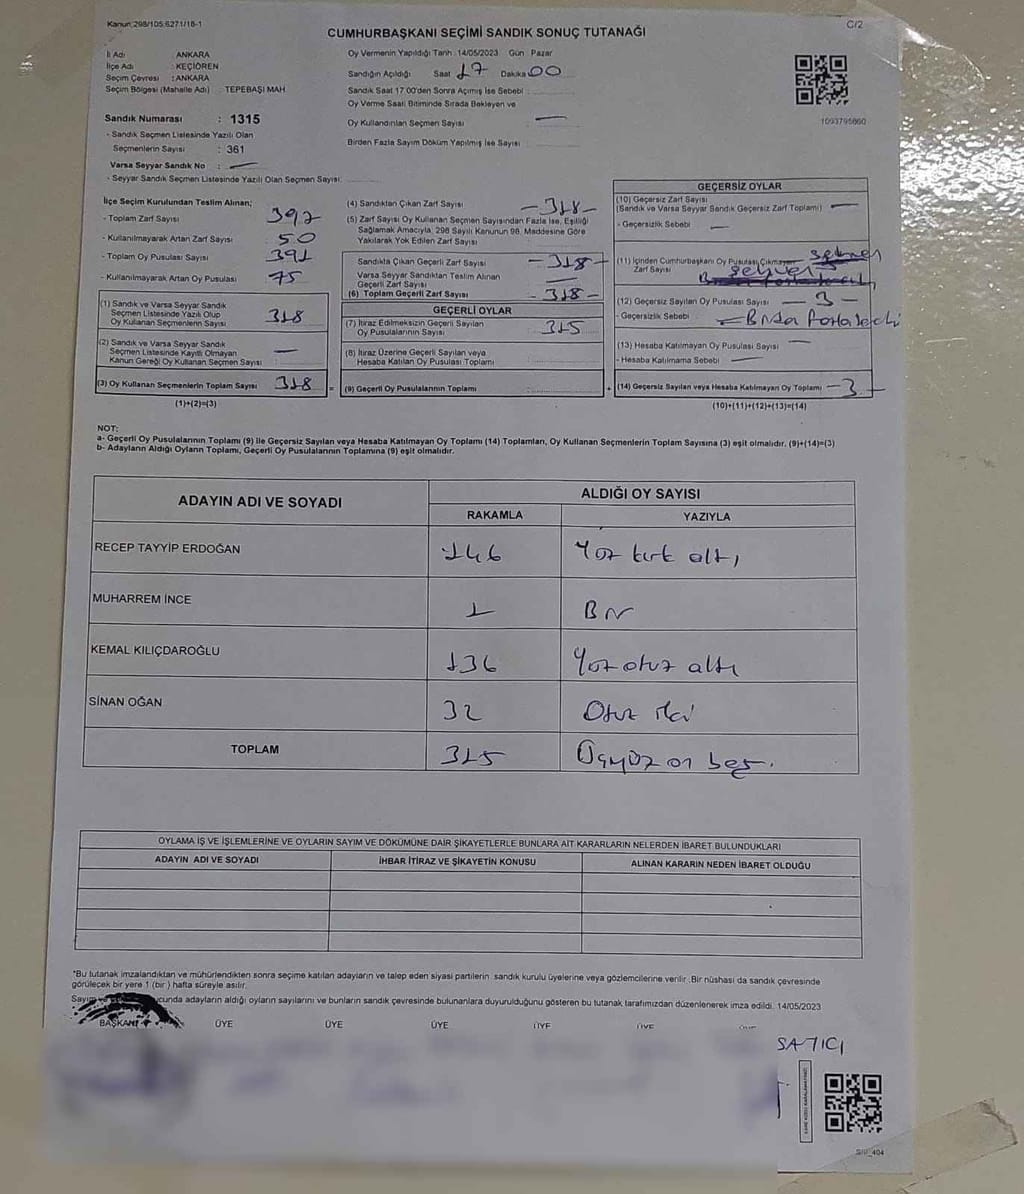 Kanun 298/105.6271/18-1
C/2
CUMHURBAŞKANI SEÇİMİ SANDIK SONUÇ TUTANAĞI
İl Adı : ANKARA
İlçe Adı : KEÇİÖREN
Seçim Çevresi : ANKARA
Seçim Bölgesi (Mahalle Adı) : TEPEBAŞI MAH
Sandık Numarası : 1315
- Sandık Seçmen Listesinde Yazılı Olan
Seçmenlerin Sayısı : 361
Varsa Seyyar Sandık No : —
- Seyyar Sandık Seçmen Listesinde Yazılı Olan Seçmen Sayısı:
Oy Vermenin Yapıldığı Tarih :14/05/2023 Gün : Pazar
Sandığın Açıldığı Saat 17 Dakika 00
Sandık Saat 17.00'den Sonra Açımış İse Sebebi :
Oy Verme Saati Bitiminde Sırada Bekleyen ve
Oy Kullandırılan Seçmen Sayısı —
Birden Fazla Sayım Döküm Yapılmış İse Sayısı :
1093795660
İlçe Seçim Kurulundan Teslim Alınan;
- Toplam Zarf Sayısı 392
- Kullanılmayarak Artan Zarf Sayısı : 50
- Toplam Oy Pusulası Sayısı 391
- Kullanılmayarak Artan Oy Pusulası 75
(1) Sandık ve Varsa Seyyar Sandık
Seçmen Listesinde Yazılı Olup
Oy Kullanan Seçmenlerin Sayısı 318
(2) Sandık ve Varsa Seyyar Sandık
Seçmen Listesinde Kayıtlı Olmayan
Kanun Gereği Oy Kullanan Seçmen Sayısı —
(3) Oy Kullanan Seçmenlerin Toplam Sayısı 318
(1)+(2)=(3)
(4) Sandıktan Çıkan Zarf Sayısı -318-
(5) Zarf Sayısı Oy Kullanan Seçmen Sayısından Fazla İse, Eşitliği
Sağlamak Amacıyla, 298 Sayılı Kanunun 98. Maddesine Göre
Yakılarak Yok Edilen Zarf Sayısı
Sandıkta Çıkan Geçerli Zarf Sayısı -318-
Varsa Seyyar Sandıktan Teslim Alınan
Geçerli Zarf Sayısı
(6) Toplam Geçerli Zarf Sayısı -318-
GEÇERLİ OYLAR
(7) İtiraz Edilmeksizin Geçerli Sayılan
Oy Pusulalarının Sayısı 315
(8) İtiraz Üzerine Geçerli Sayılan veya
Hesaba Katılan Oy Pusulası Toplamı
(9) Geçerli Oy Pusulalarının Toplamı
GEÇERSİZ OYLAR
(10) Geçersiz Zarf Sayısı
(Sandık ve Varsa Seyyar Sandık Geçersiz Zarf Toplamı) —
- Geçersizlik Sebebi : —
(11) İçinden Cumhurbaşkanı Oy Pusulası Çıkmayan
Zarf Sayısı
(12) Geçersiz Sayılan Oy Pusulası Sayısı — 3 —
- Geçersizlik Sebebi
(13) Hesaba Katılmayan Oy Pusulası Sayısı —
- Hesaba Katılmama Sebebi —
(14) Geçersiz Sayılan veya Hesaba Katılmayan Oy Toplamı -3-
(10)+(11)+(12)+(13)=(14)
NOT:
a- Geçerli Oy Pusulalarının Toplamı (9) İle Geçersiz Sayılan veya Hesaba Katılmayan Oy Toplamı (14) Toplamları, Oy Kullanan Seçmenlerin Toplam Sayısına (3) eşit olmalıdır. (9)+(14)=(3)
b- Adayların Aldığı Oyların Toplamı, Geçerli Oy Pusulalarının Toplamına (9) eşit olmalıdır.
ADAYIN ADI VE SOYADI
ALDIĞI OY SAYISI
RAKAMLA YAZIYLA
RECEP TAYYİP ERDOĞAN 146 Yüz kırk altı
MUHARREM İNCE 1 Bir
KEMAL KILIÇDAROĞLU 136 Yüz otuz altı
SİNAN OĞAN 32 Otuz iki
TOPLAM 315 Üçyüz on beş.
OYLAMA İŞ VE İŞLEMLERİNE VE OYLARIN SAYIM VE DÖKÜMÜNE DAİR ŞİKAYETLERLE BUNLARA AİT KARARLARIN NELERDEN İBARET BULUNDUKLARI
ADAYIN ADI VE SOYADI İHBAR İTİRAZ VE ŞİKAYETİN KONUSU ALINAN KARARIN NEDEN İBARET OLDUĞU
*Bu tutanak imzalandıktan ve mühürlendikten sonra seçime katılan adayların ve talep eden siyasi partilerin sandık kurulu üyelerine veya gözlemcilerine verilir. Bir nüshası da sandık çevresinde
görülecek bir yere 1 (bir) hafta süreyle asılır.
Sayım ve cunda adayların aldığı oyların sayılarını ve bunların sandık çevresinde bulunanlara duyurulduğunu gösteren bu tutanak tarafımızdan düzenlenerek imza edildi. 14/05/2023
BAŞKAN ÜYE ÜYE ÜYE ÜYE ÜYE
SATICI